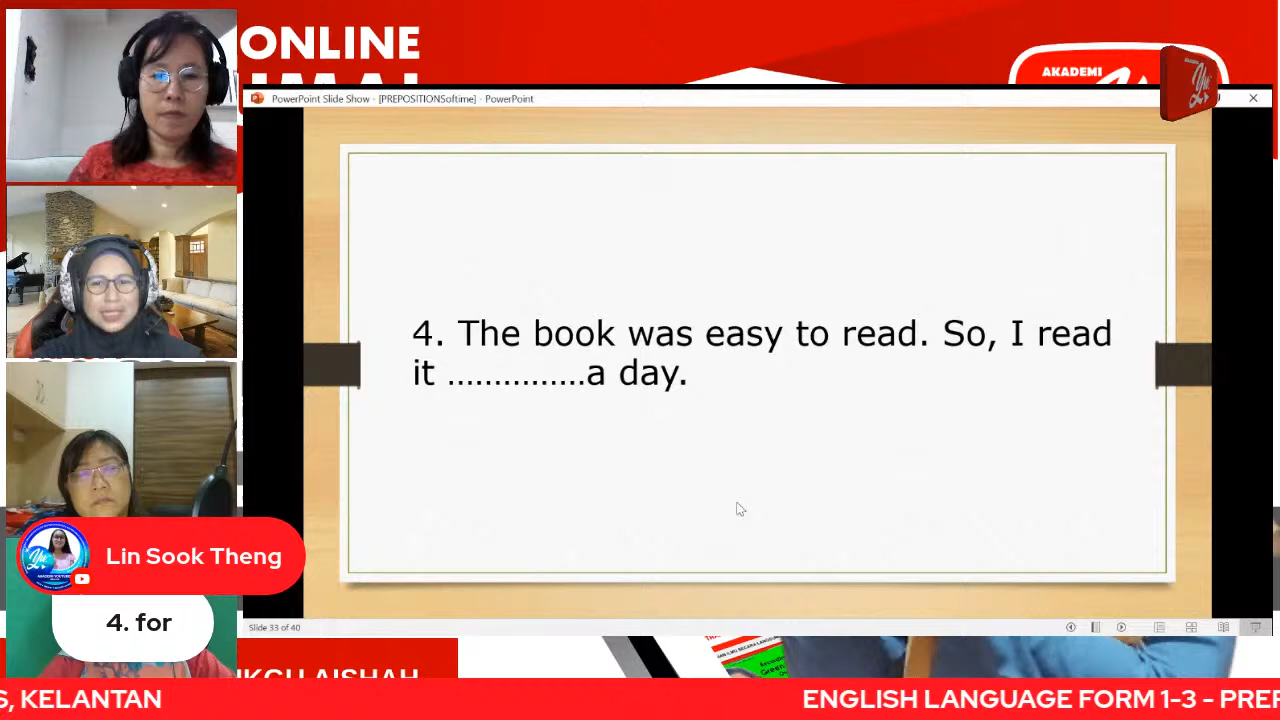 ONLINE
AKADEMI
Yu
PowerPoint Slide Show - [PREPOSITIONSoftime] - PowerPoint
4. The book was easy to read. So, I read
it ...............a day.
Lin Sook Theng
4. for
Slide 33 of 40
S, KELANTAN
ENGLISH LANGUAGE FORM 1-3 - PREP